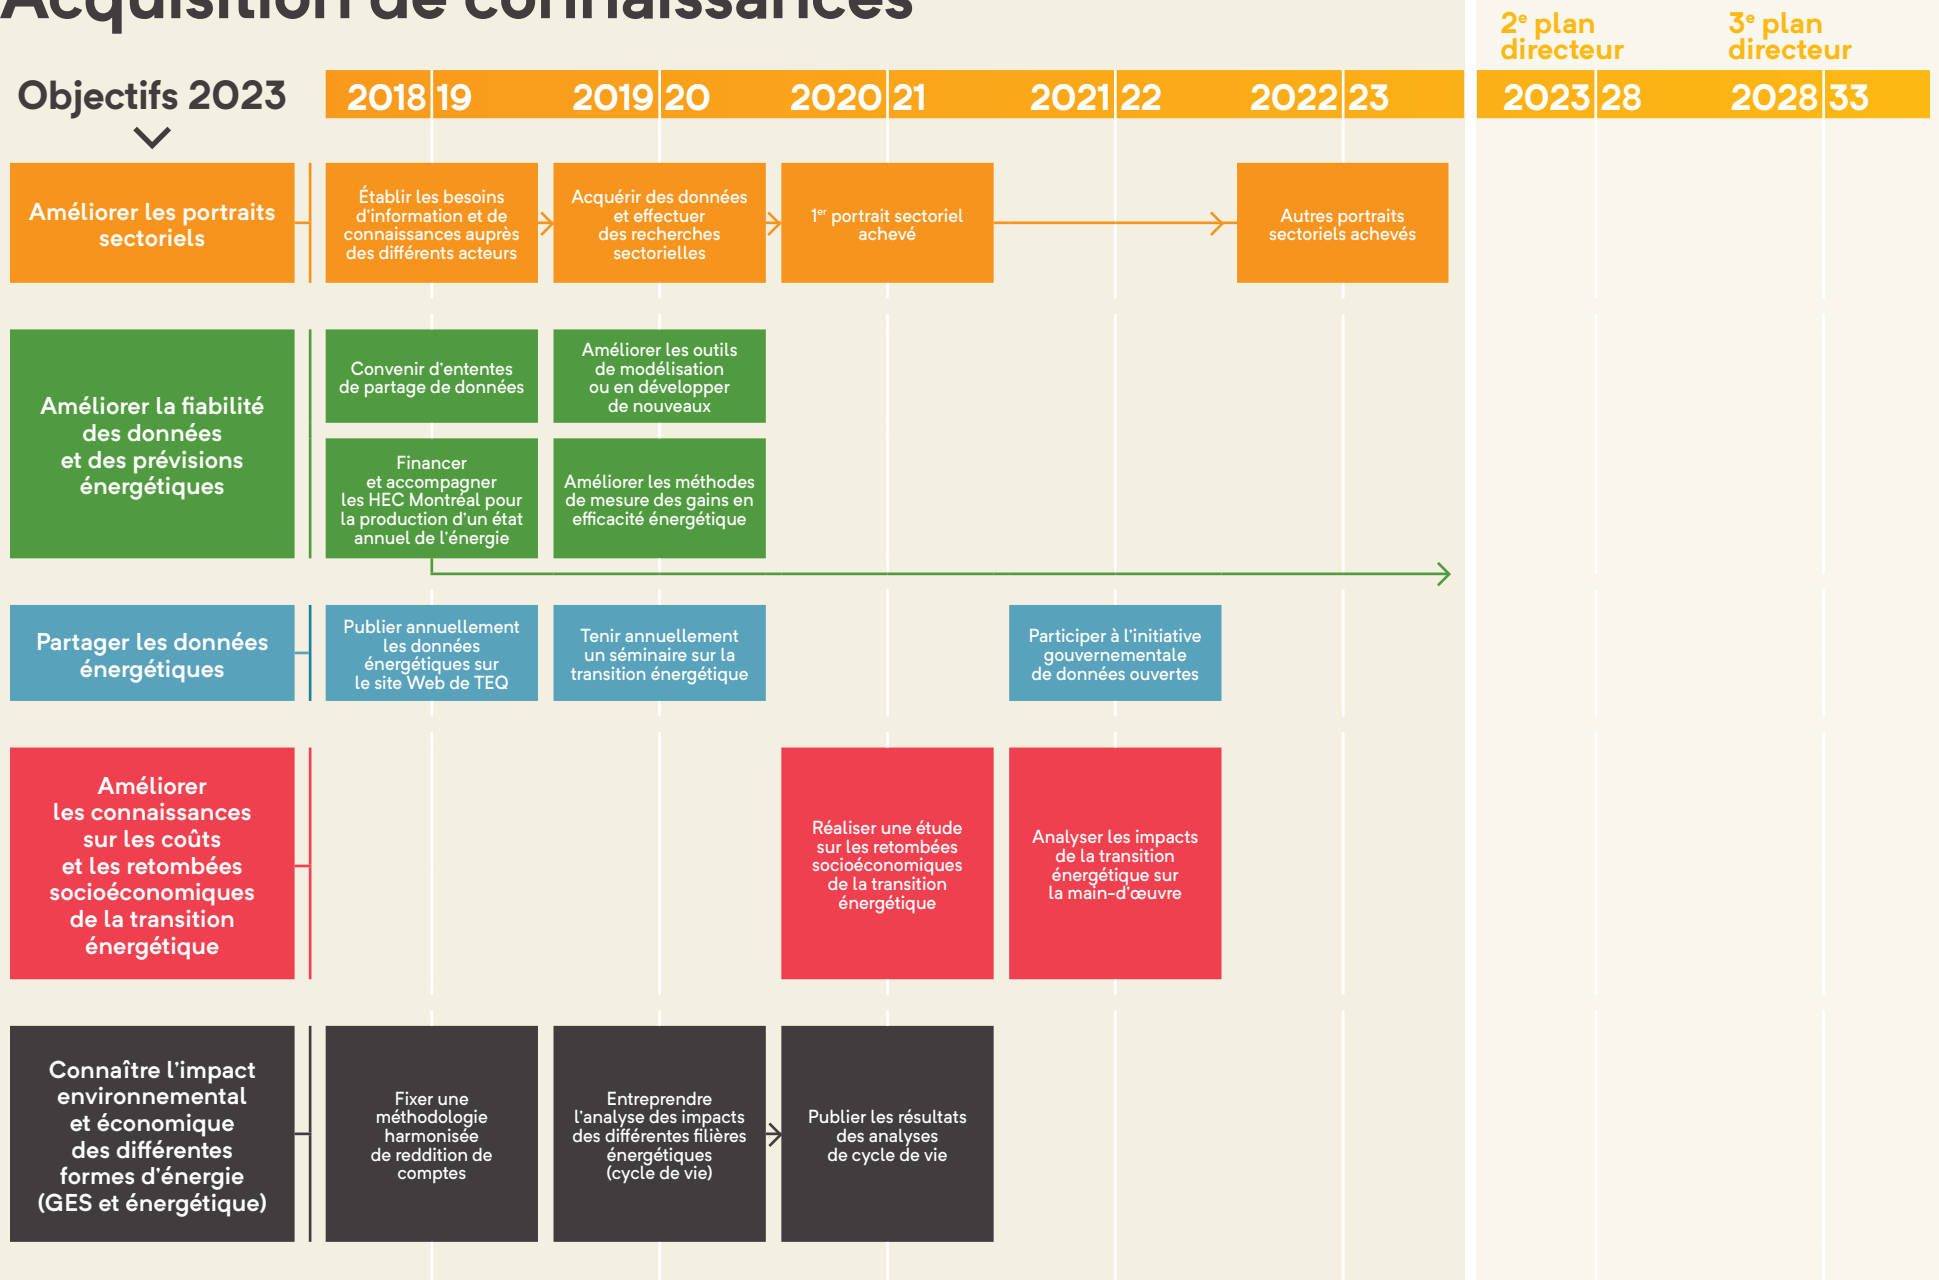 Acquisition de connaissances
2e plan
directeur
3e plan
directeur
Objectifs 2023
2018 19
2019 20
2020 21
2021 22
2022 23
2023 28
2028 33
Améliorer les portraits
sectoriels
Établir les besoins
d'information et de
connaissances auprès
des différents acteurs
Acquérir des données
et effectuer
des recherches
sectorielles
1er portrait sectoriel
achevé
Autres portraits
sectoriels achevés
Améliorer la fiabilité
des données
et des prévisions
énergétiques
Convenir d'ententes
de partage de données
Améliorer les outils
de modélisation
ou en développer
de nouveaux
Financer
et accompagner
les HEC Montréal pour
la production d'un état
annuel de l'énergie
Améliorer les méthodes
de mesure des gains en
efficacité énergétique
Partager les données
énergétiques
Publier annuellement
les données
énergétiques sur
le site Web de TEQ
Tenir annuellement
un séminaire sur la
transition énergétique
Participer à l'initiative
gouvernementale
de données ouvertes
Améliorer
les connaissances
sur les coûts
et les retombées
socioéconomiques
de la transition
énergétique
Réaliser une étude
sur les retombées
socioéconomiques
de la transition
énergétique
Analyser les impacts
de la transition
énergétique sur
la main-d'œuvre
Connaître l'impact
environnemental
et économique
des différentes
formes d'énergie
(GES et énergétique)
Fixer une
méthodologie
harmonisée
de reddition de
comptes
Entreprendre
l'analyse des impacts
des différentes filières
énergétiques
(cycle de vie)
Publier les résultats
des analyses
de cycle de vie